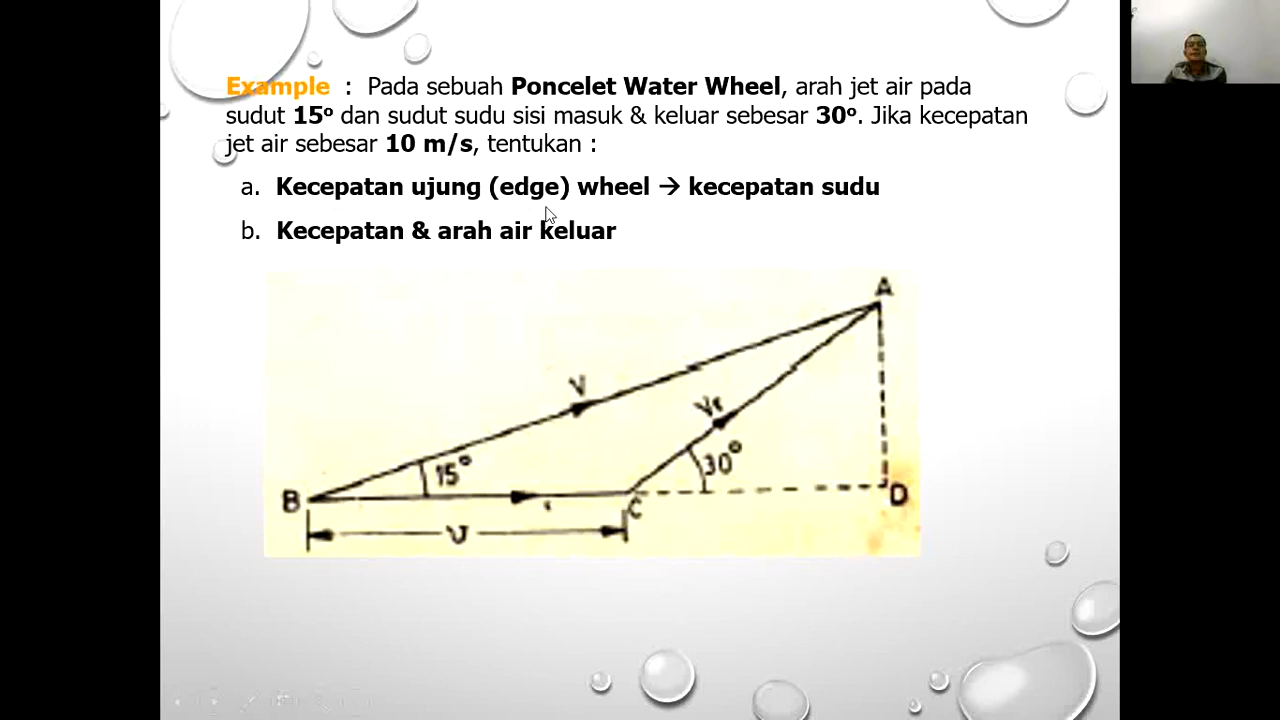 Example : Pada sebuah Poncelet Water Wheel, arah jet air pada
sudut 15º dan sudut sudu sisi masuk & keluar sebesar 30º. Jika kecepatan
jet air sebesar 10 m/s, tentukan :
a. Kecepatan ujung (edge) wheel → kecepatan sudu
b. Kecepatan & arah air keluar
A
V
Vr
15°
30°
B
C
D
υ